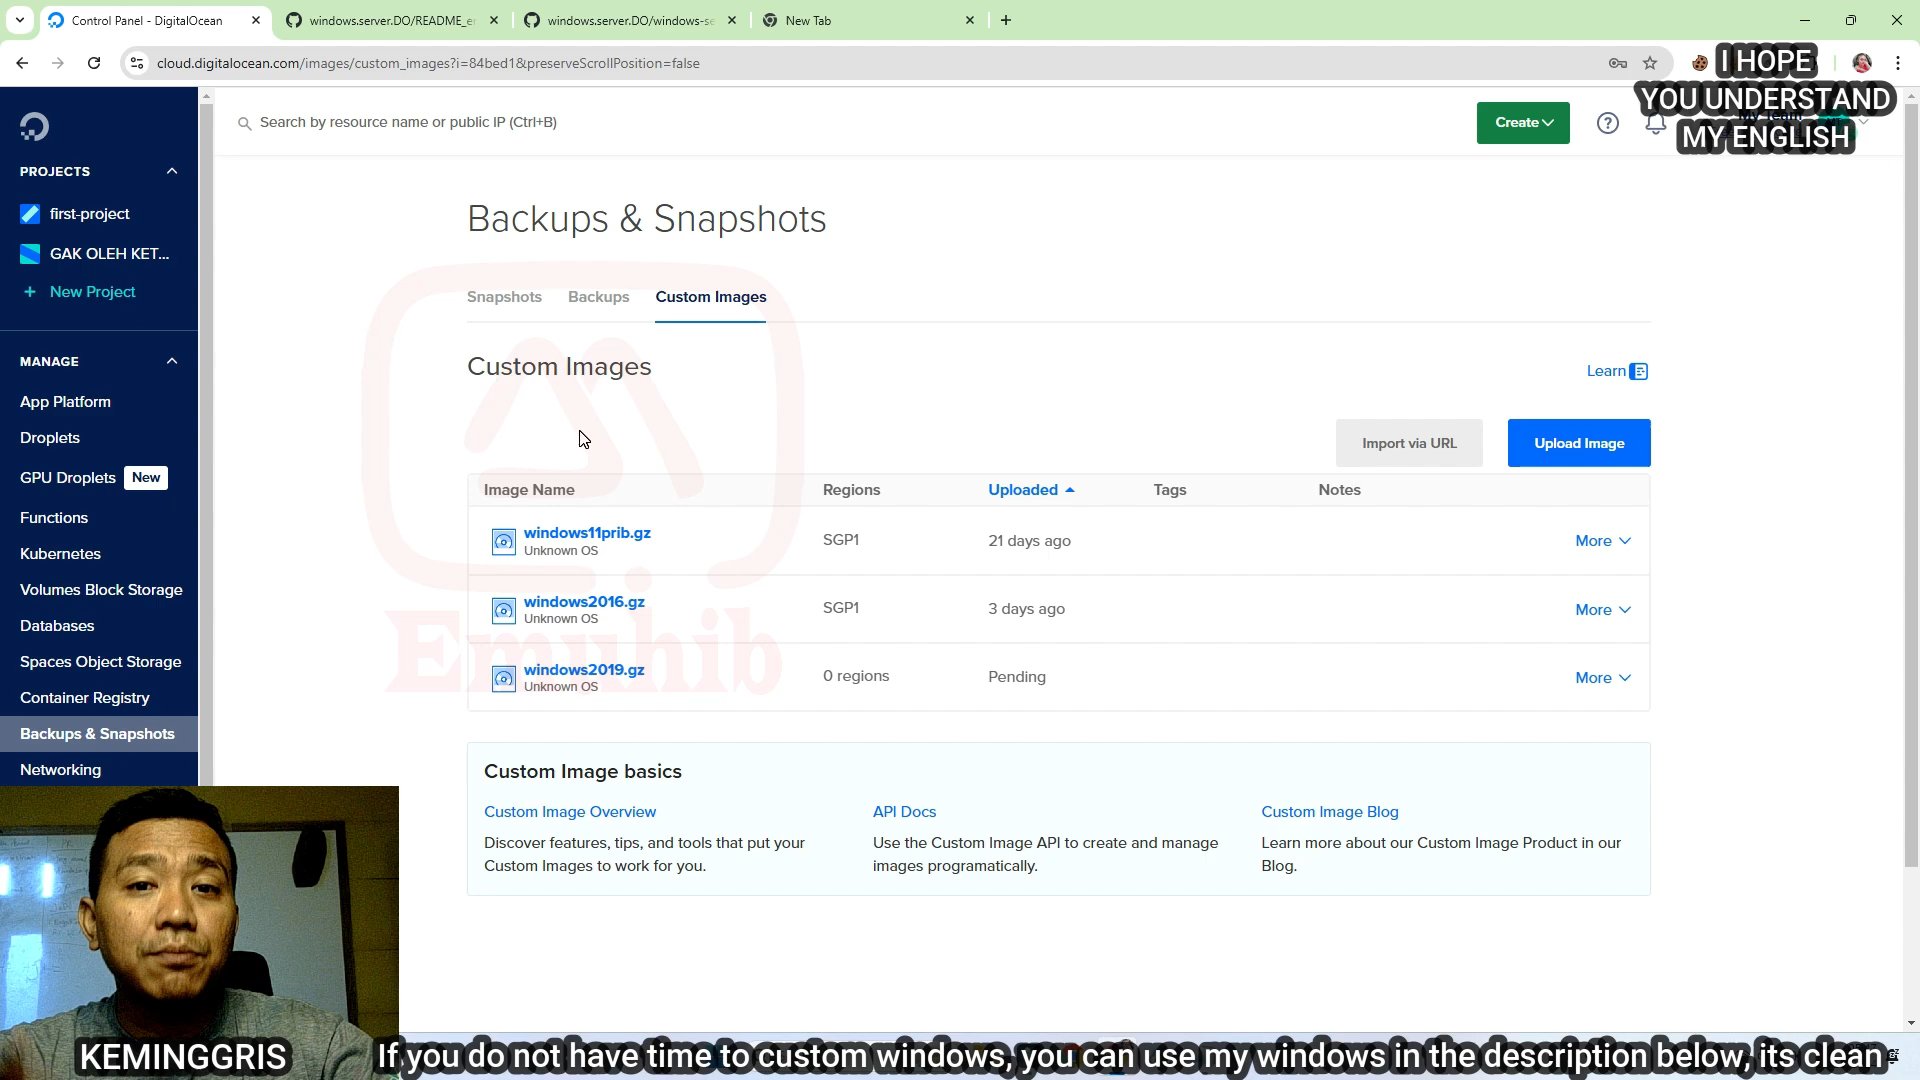 Control Panel - DigitalOcean
windows.server.DO/README_e
windows.server.DO/windows-se
New Tab
cloud.digitalocean.com/images/custom_images?i=84bed1&preserveScrollPosition=false
I HOPE
YOU UNDERSTAND
MY ENGLISH
Search by resource name or public IP (Ctrl+B)
Create
My Team
PROJECTS
first-project
GAK OLEH KET...
+ New Project
MANAGE
App Platform
Droplets
GPU Droplets New
Functions
Kubernetes
Volumes Block Storage
Databases
Spaces Object Storage
Container Registry
Backups & Snapshots
Networking
Backups & Snapshots
Snapshots Backups Custom Images
Custom Images
Learn
Import via URL
Upload Image
Image Name Regions Uploaded Tags Notes
windows11prib.gz
Unknown OS
SGP1
21 days ago
More
windows2016.gz
Unknown OS
SGP1
3 days ago
More
windows2019.gz
Unknown OS
0 regions
Pending
More
Emuhib
Custom Image basics
Custom Image Overview
Discover features, tips, and tools that put your
Custom Images to work for you.
API Docs
Use the Custom Image API to create and manage
images programatically.
Custom Image Blog
Learn more about our Custom Image Product in our
Blog.
KEMINGGRIS
If you do not have time to custom windows, you can use my windows in the description below, its clean